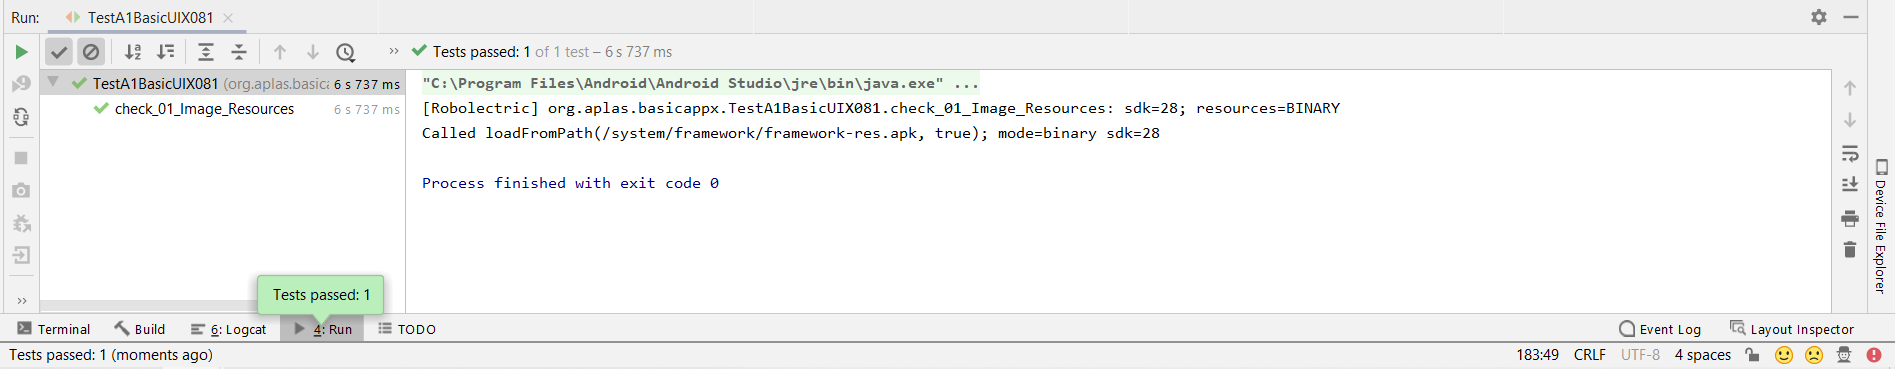 Run: TestA1BasicUIX081
Tests passed: 1 of 1 test – 6 s 737 ms
TestA1BasicUIX081 (org.aplas.basica 6 s 737 ms
check_01_Image_Resources 6 s 737 ms
"C:\Program Files\Android\Android Studio\jre\bin\java.exe" ...
[Robolectric] org.aplas.basicappx.TestA1BasicUIX081.check_01_Image_Resources: sdk=28; resources=BINARY
Called loadFromPath(/system/framework/framework-res.apk, true); mode=binary sdk=28
Process finished with exit code 0
Device File Explorer
Tests passed: 1
Terminal Build 6: Logcat 4: Run TODO Event Log Layout Inspector
Tests passed: 1 (moments ago) 183:49 CRLF UTF-8 4 spaces